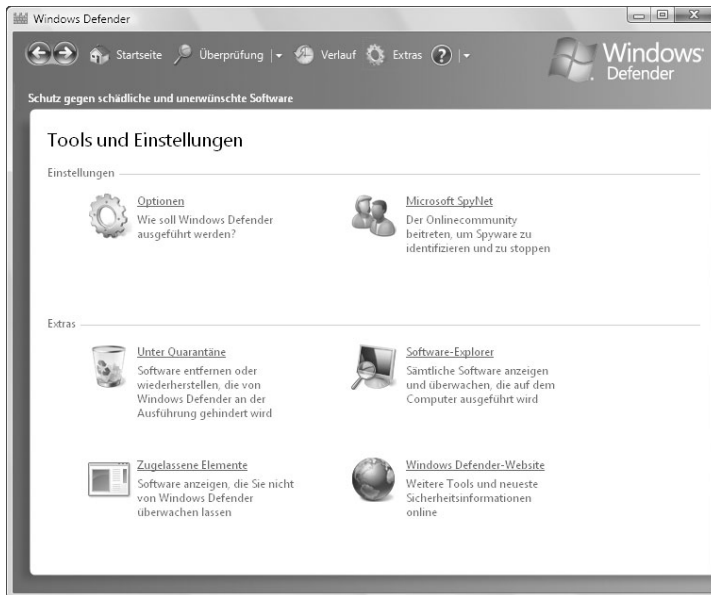 Windows Defender
Startseite Überprüfung Verlauf Extras ?
Windows
Defender
Schutz gegen schädliche und unerwünschte Software
Tools und Einstellungen
Einstellungen
Optionen
Wie soll Windows Defender
ausgeführt werden?
Microsoft SpyNet
Der Onlinecommunity
beitreten, um Spyware zu
identifizieren und zu stoppen
Extras
Unter Quarantäne
Software entfernen oder
wiederherstellen, die von
Windows Defender an der
Ausführung gehindert wird
Software-Explorer
Sämtliche Software anzeigen
und überwachen, die auf dem
Computer ausgeführt wird
Zugelassene Elemente
Software anzeigen, die Sie nicht
von Windows Defender
überwachen lassen
Windows Defender-Website
Weitere Tools und neueste
Sicherheitsinformationen
online